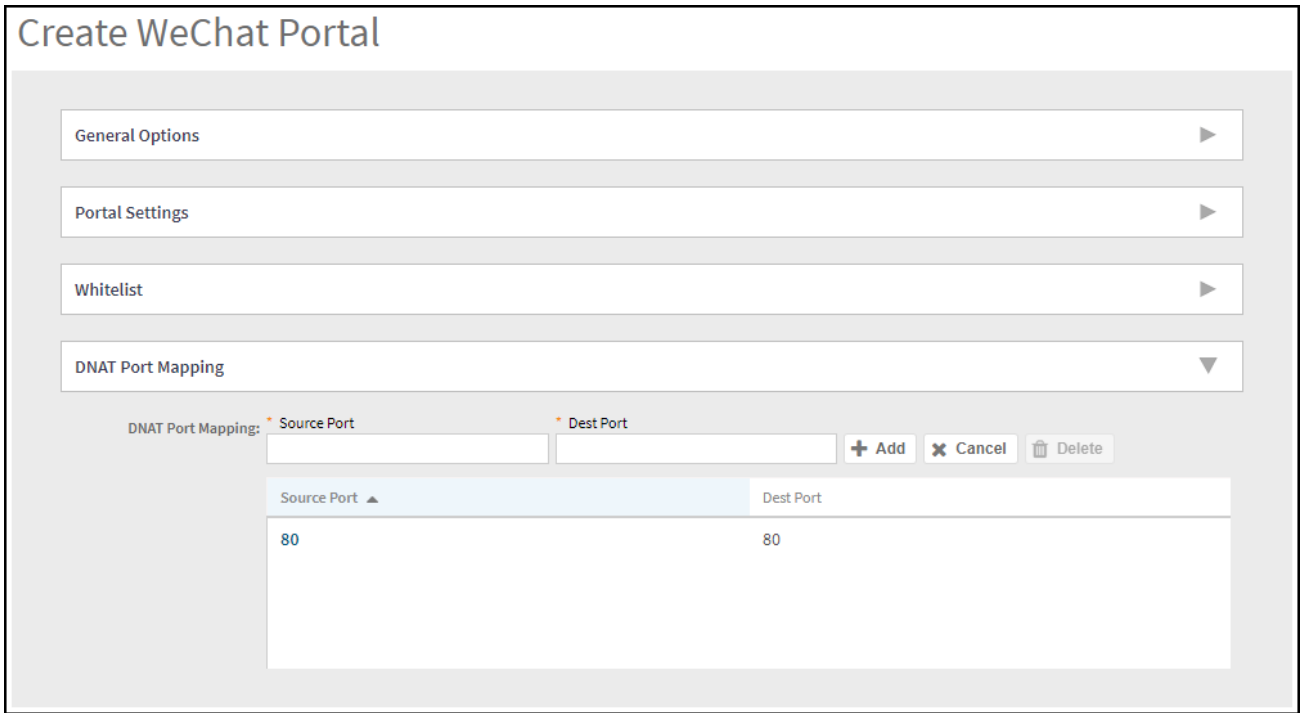 Create WeChat Portal
General Options
Portal Settings
Whitelist
DNAT Port Mapping
DNAT Port Mapping: * Source Port * Dest Port
Add Cancel Delete
Source Port Dest Port
80 80